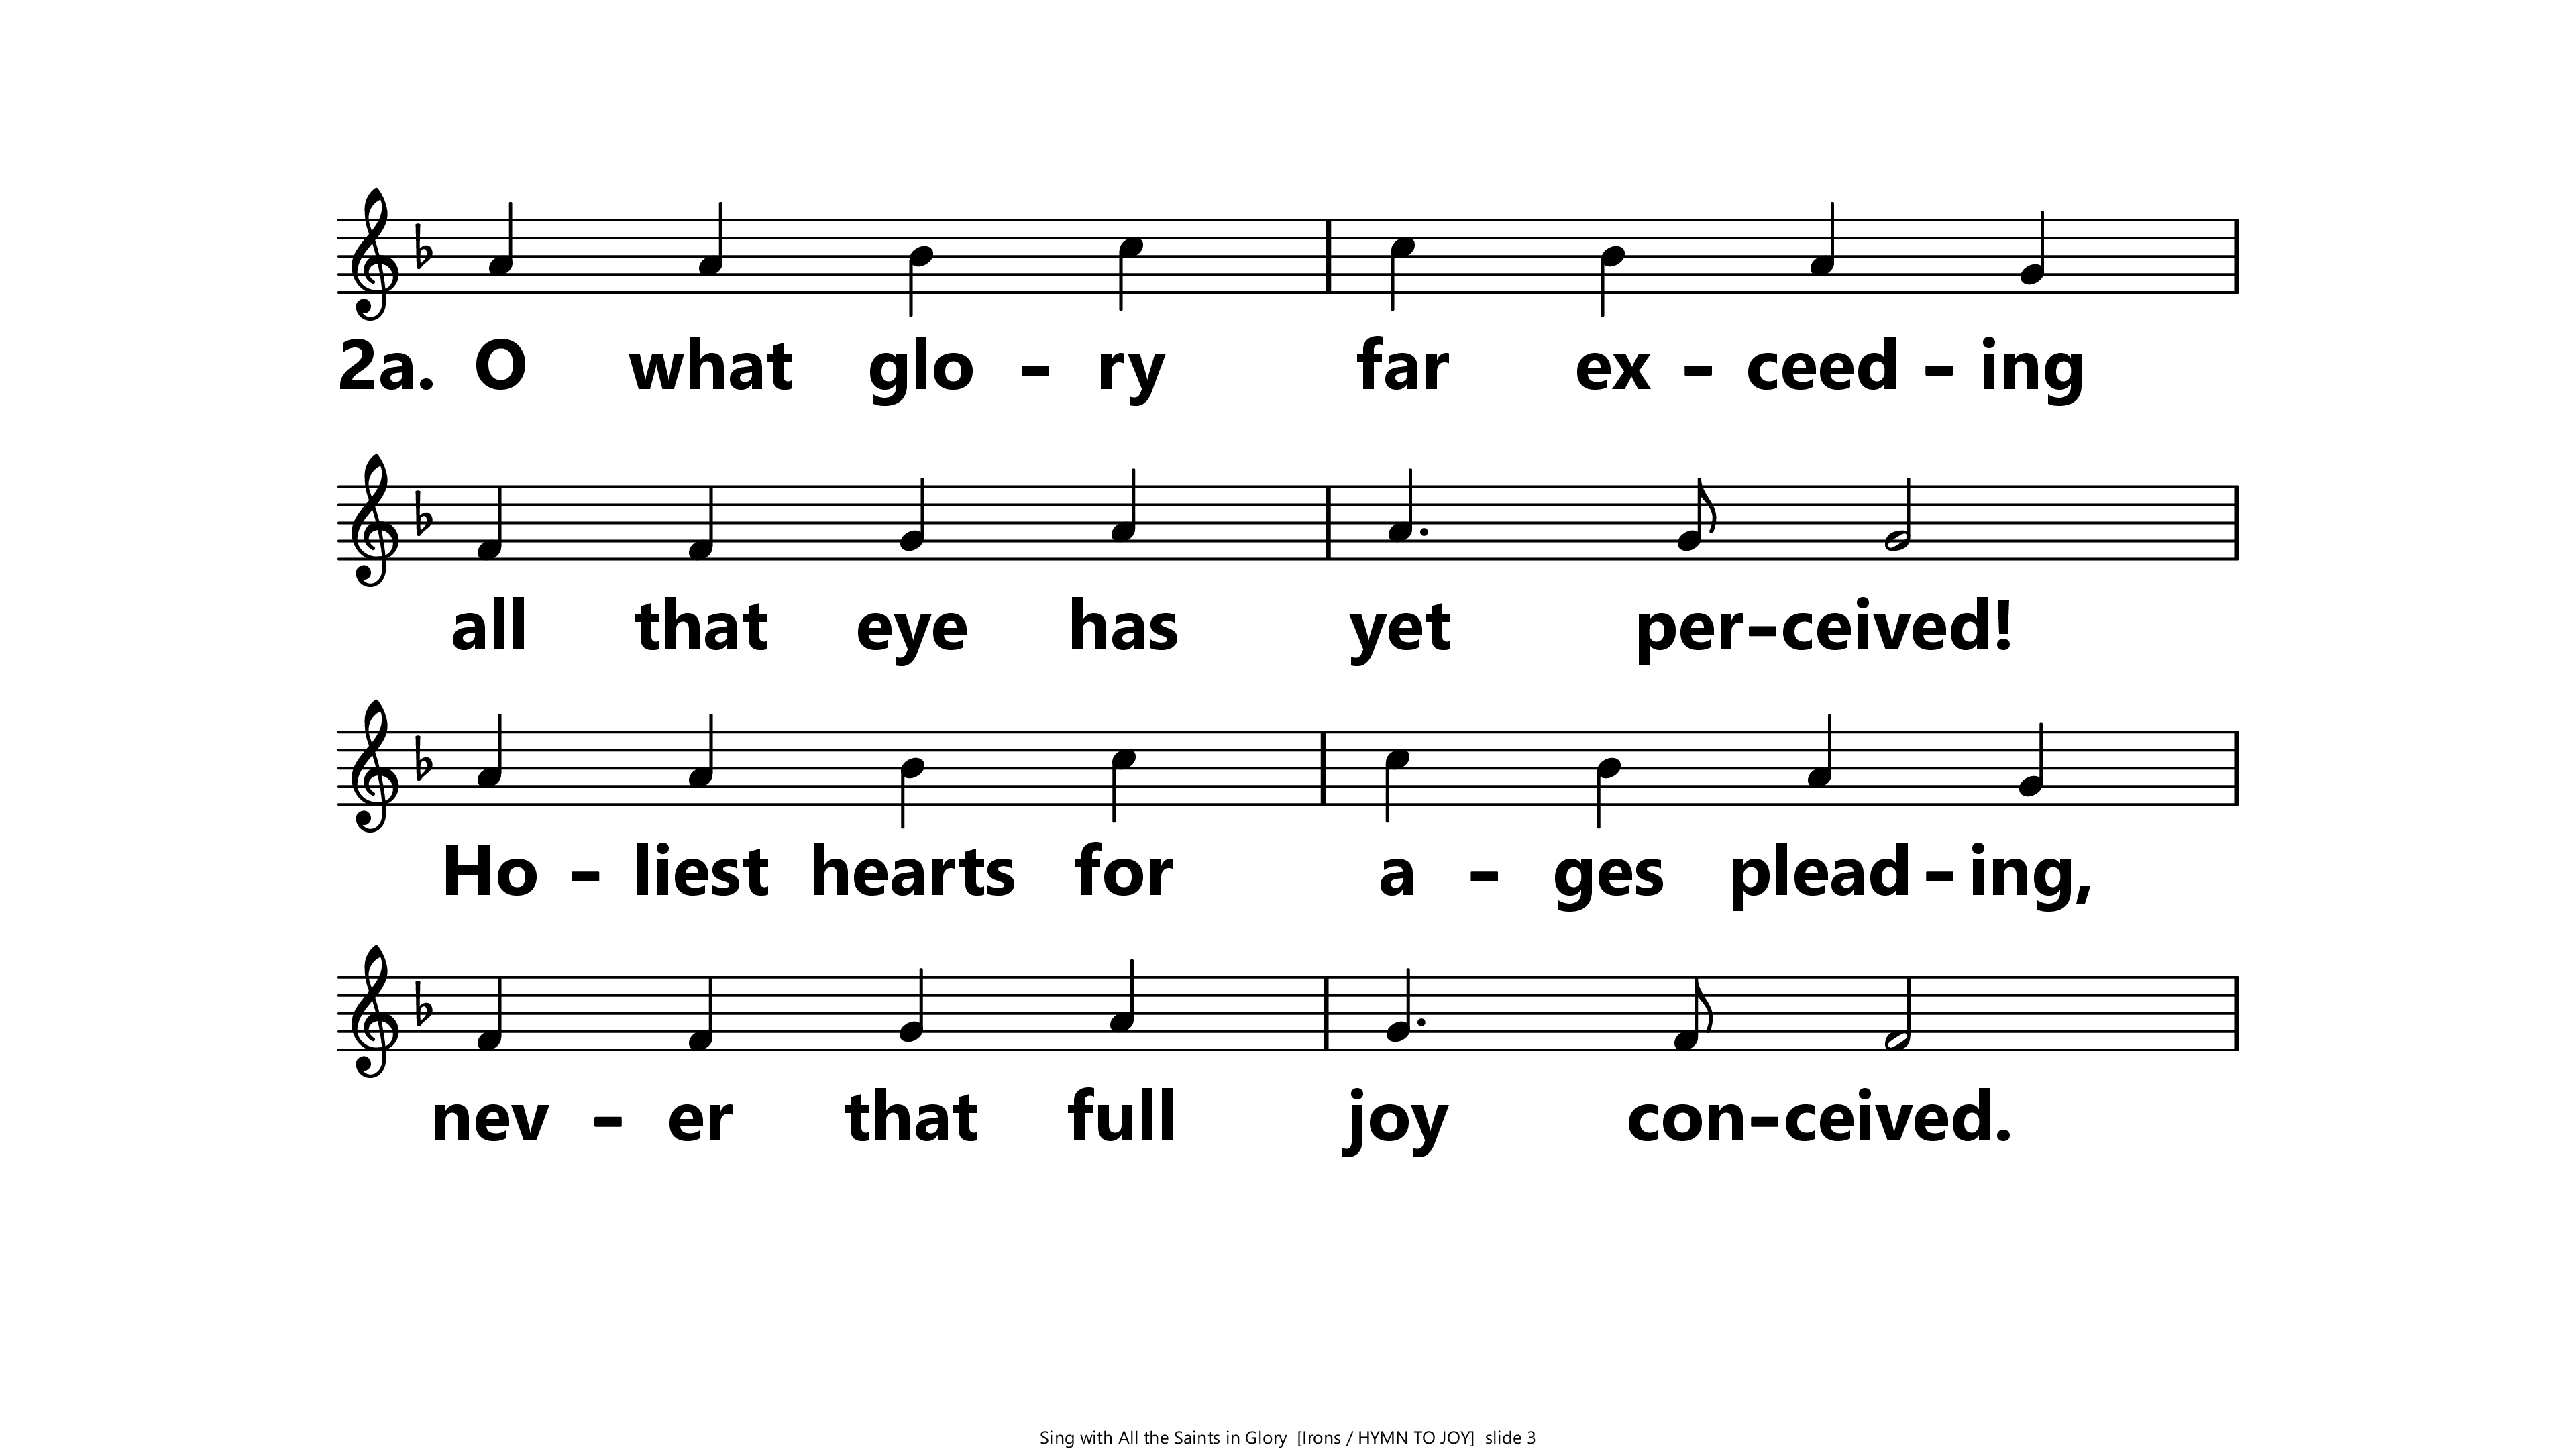 2a. O what glo - ry far ex - ceed - ing
all that eye has yet per-ceived!
Ho - liest hearts for a - ges plead - ing,
nev - er that full joy con-ceived.
Sing with All the Saints in Glory [Irons / HYMN TO JOY] slide 3